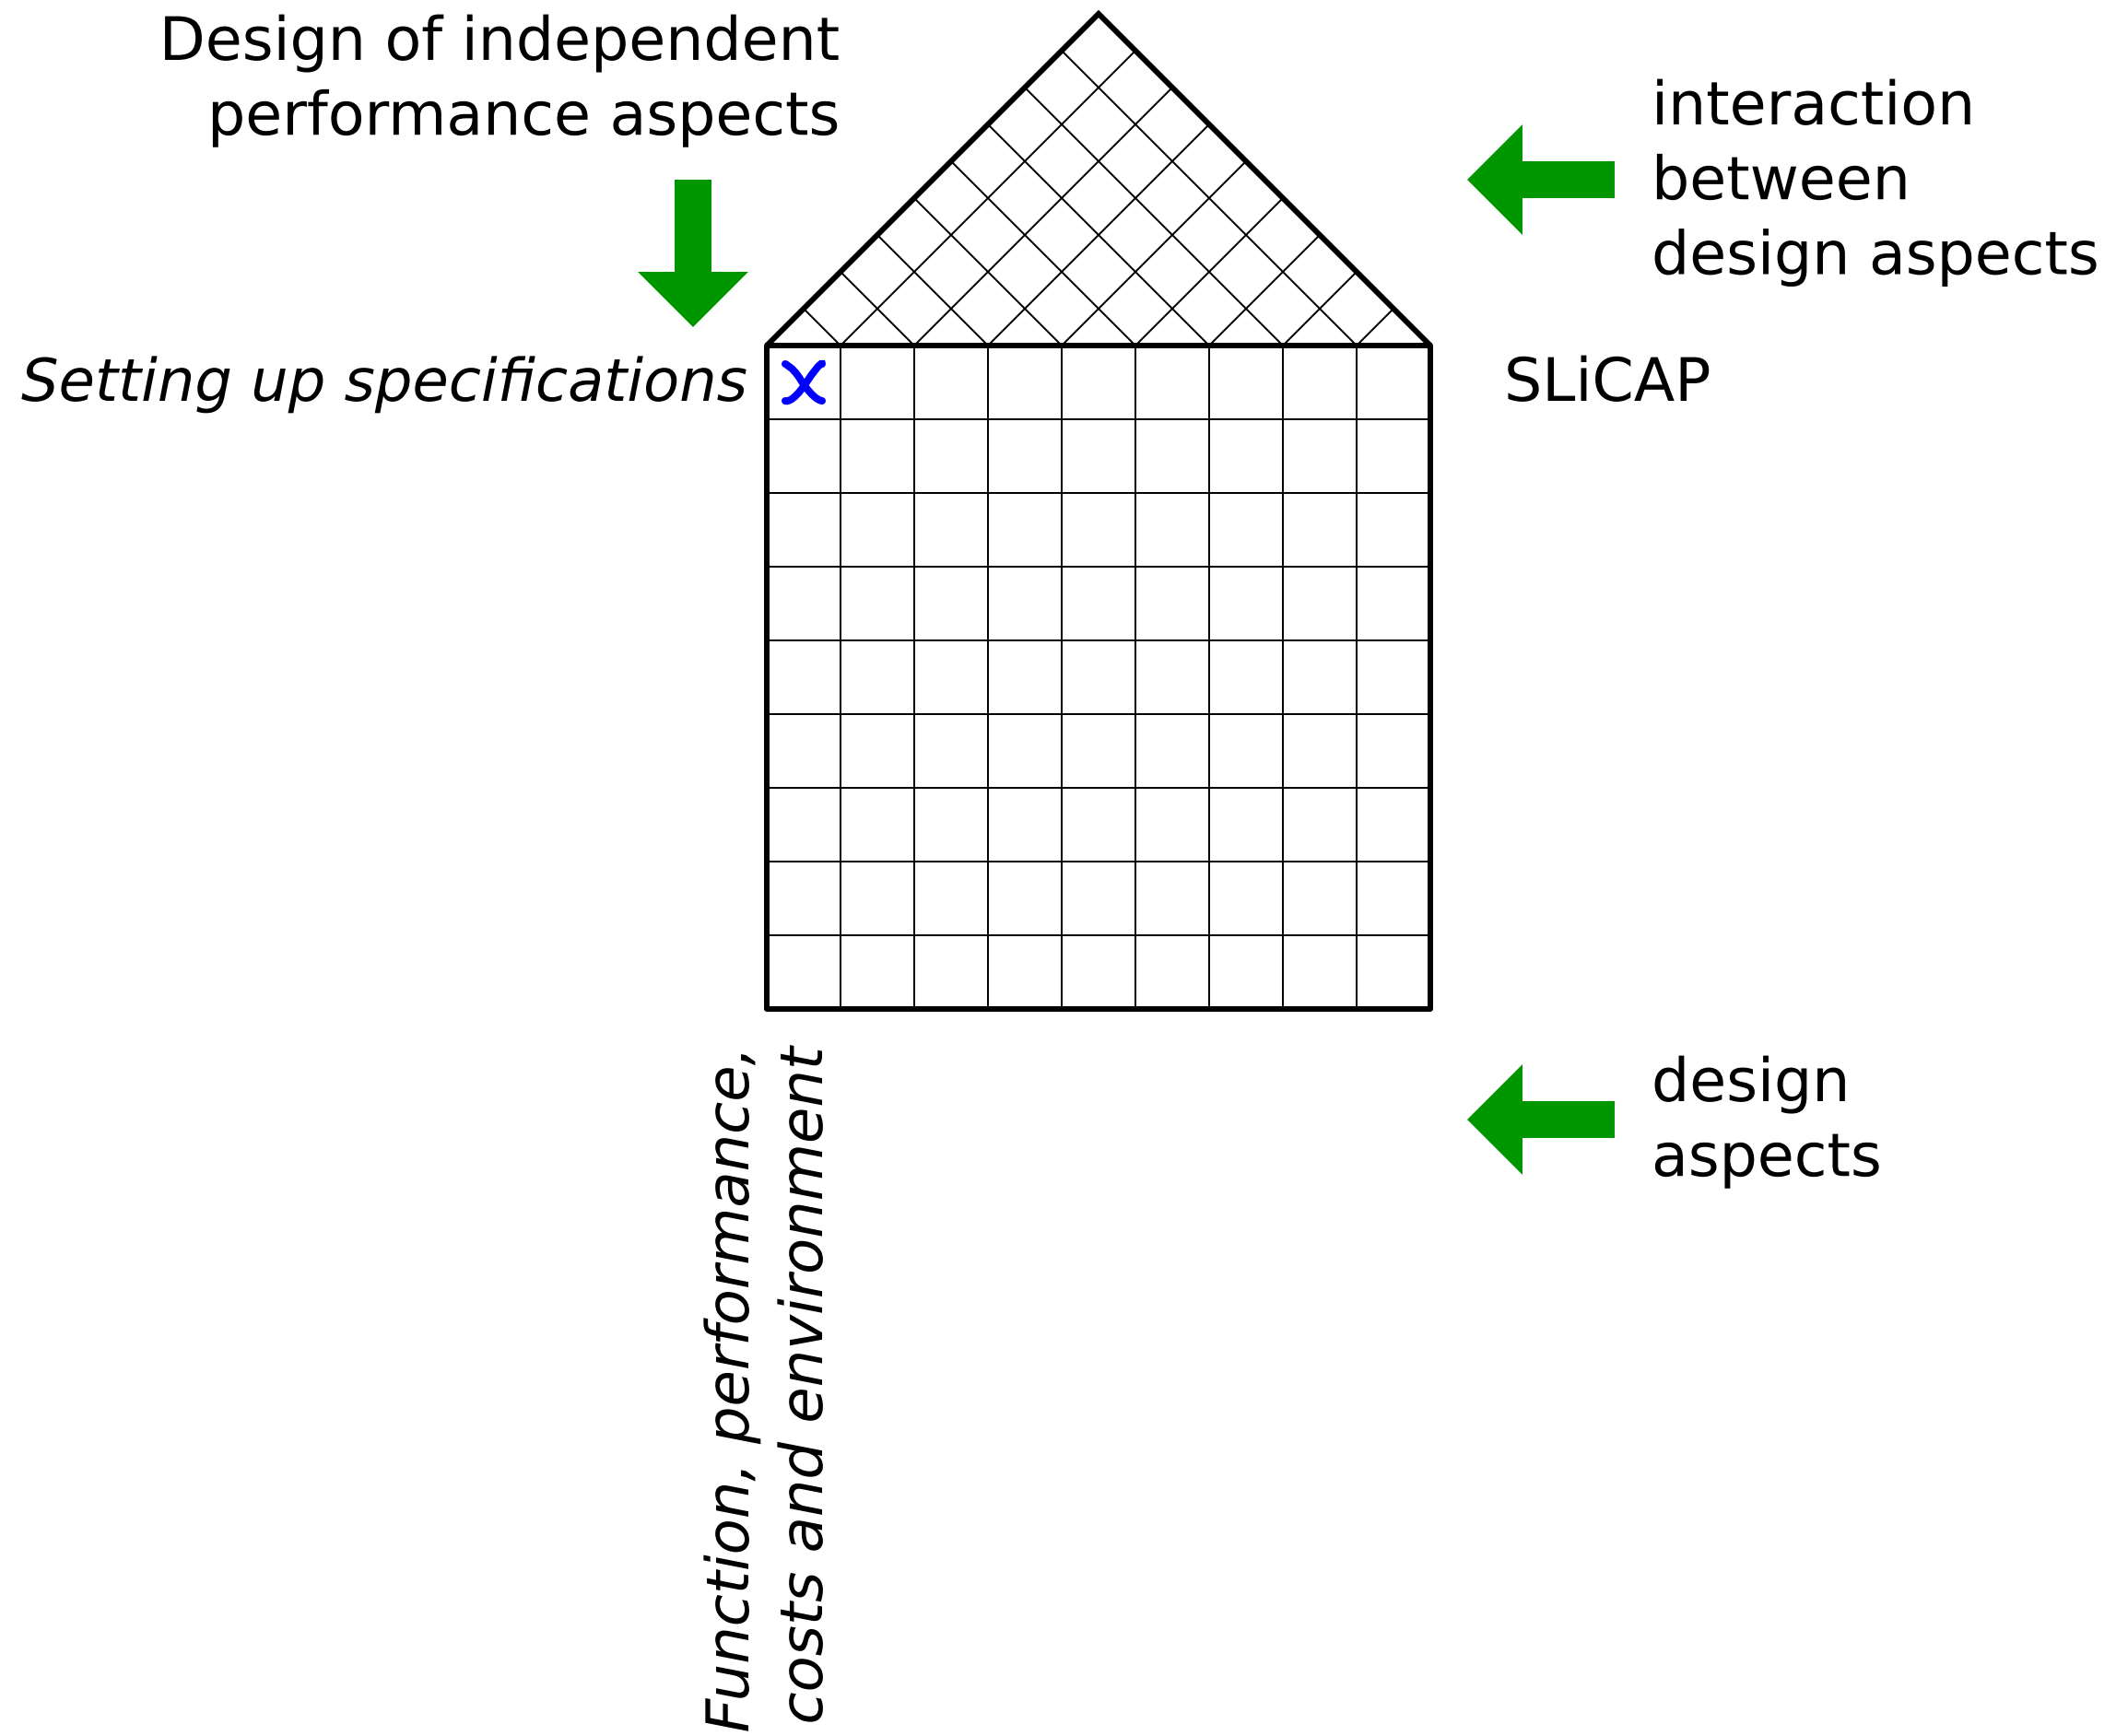 Design of independent
performance aspects
interaction
between
design aspects
Setting up specifications
SLiCAP
design
aspects
Function, performance,
costs and environment